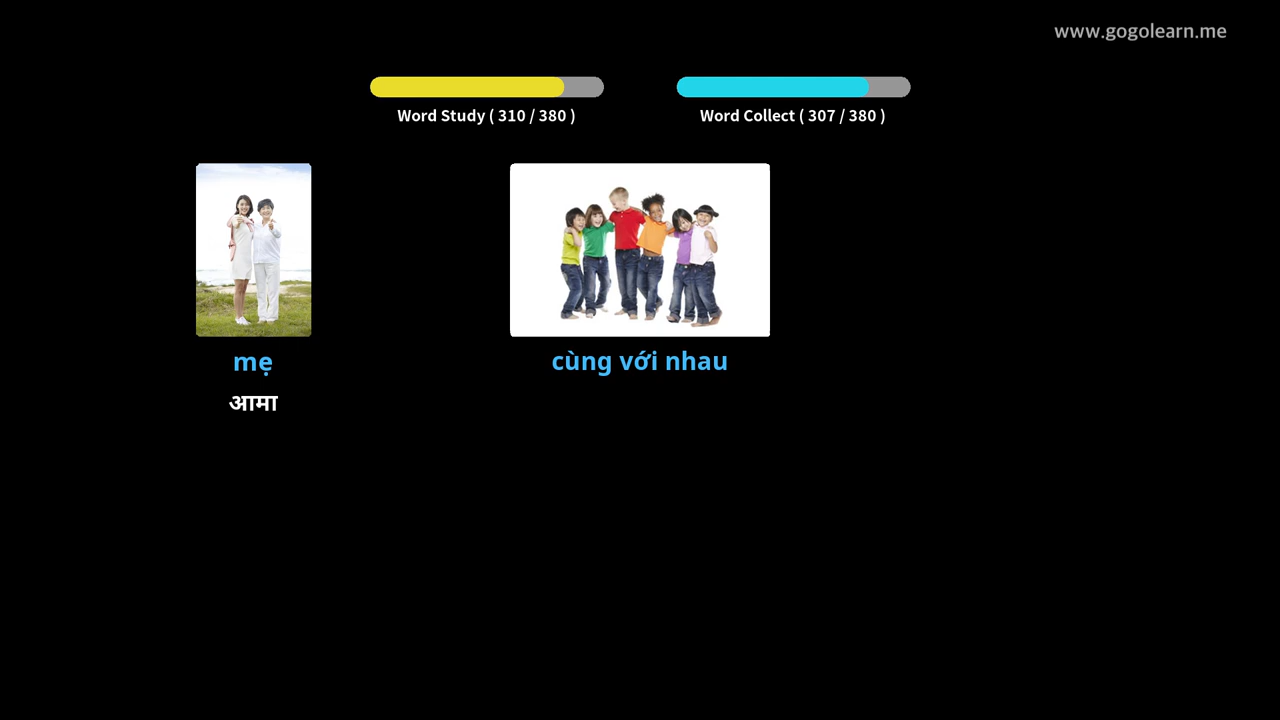 www.gogolearn.me
Word Study ( 310 / 380 )
Word Collect ( 307 / 380 )
mẹ
आमा
cùng với nhau